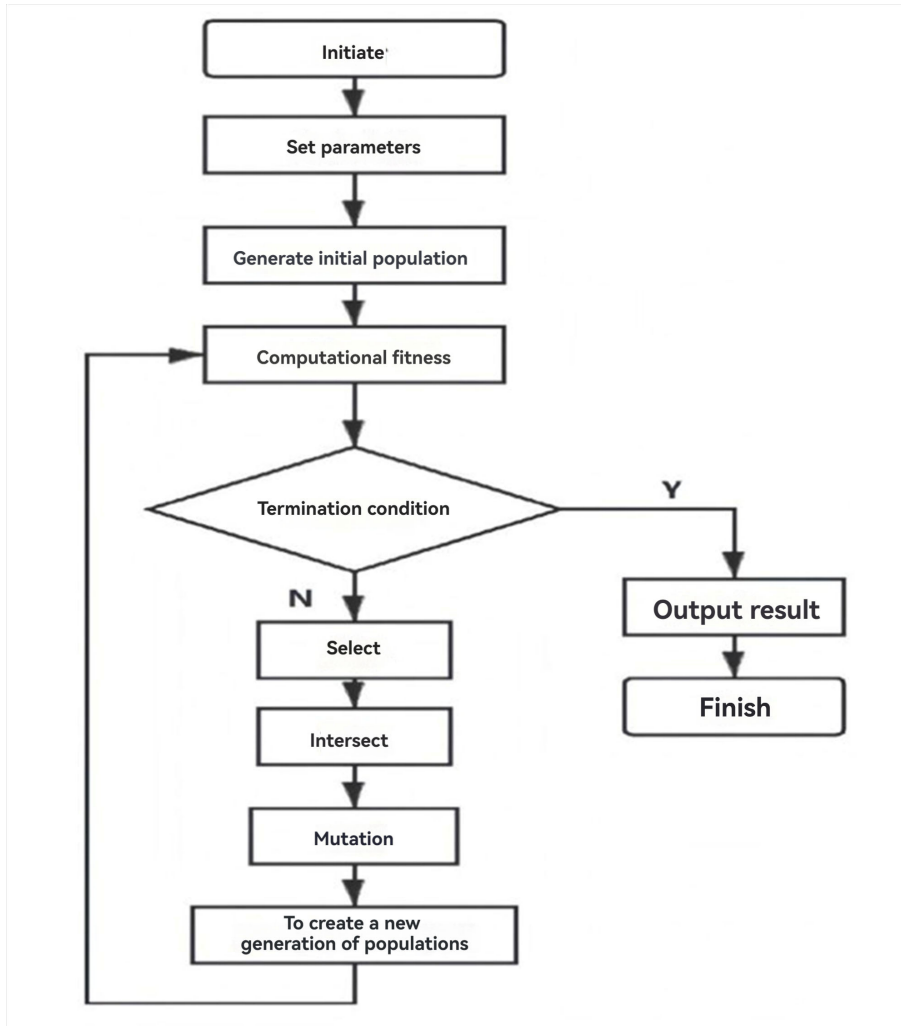 Initiate
Set parameters
Generate initial population
Computational fitness
Termination condition
Y
N
Output result
Select
Finish
Intersect
Mutation
To create a new
generation of populations